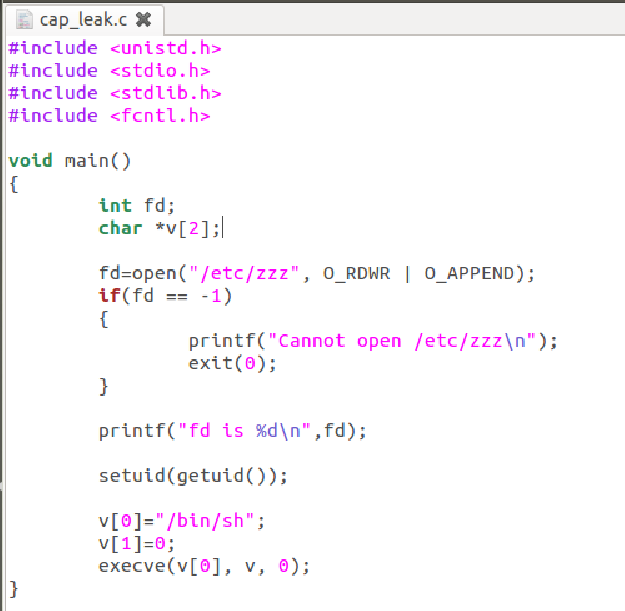 cap_leak.c ✖
#include <unistd.h>
#include <stdio.h>
#include <stdlib.h>
#include <fcntl.h>
void main()
{
int fd;
char *v[2];
fd=open("/etc/zzz", O_RDWR | O_APPEND);
if(fd == -1)
{
printf("Cannot open /etc/zzz\n");
exit(0);
}
printf("fd is %d\n",fd);
setuid(getuid());
v[0]="/bin/sh";
v[1]=0;
execve(v[0], v, 0);
}